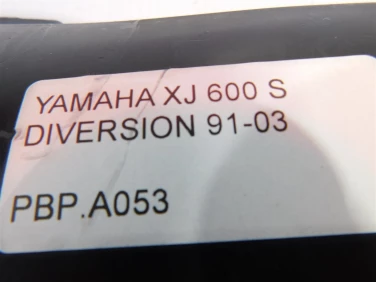 YAMAHA XJ 600 S
DIVERSION 91-03
PBP.A053